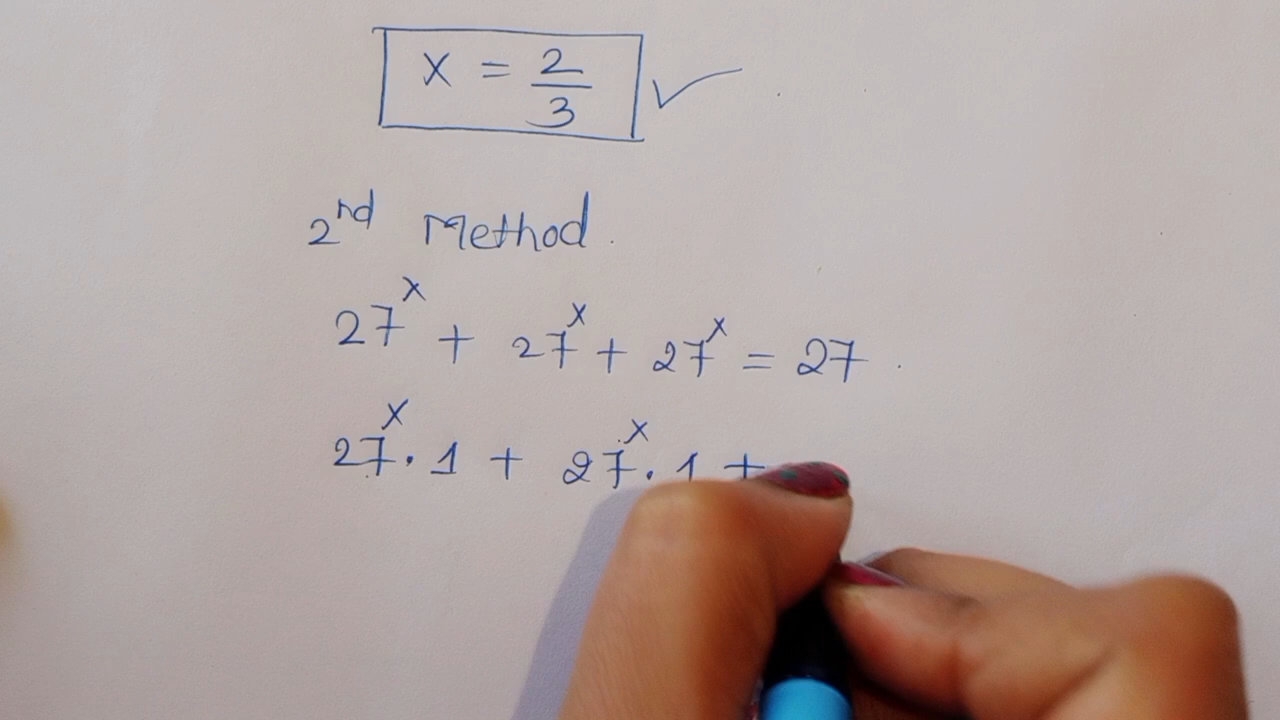 x = 2/3 ✓
2nd Method.
27^x + 27^x + 27^x = 27.
27^x · 1 + 27^x · 1 +